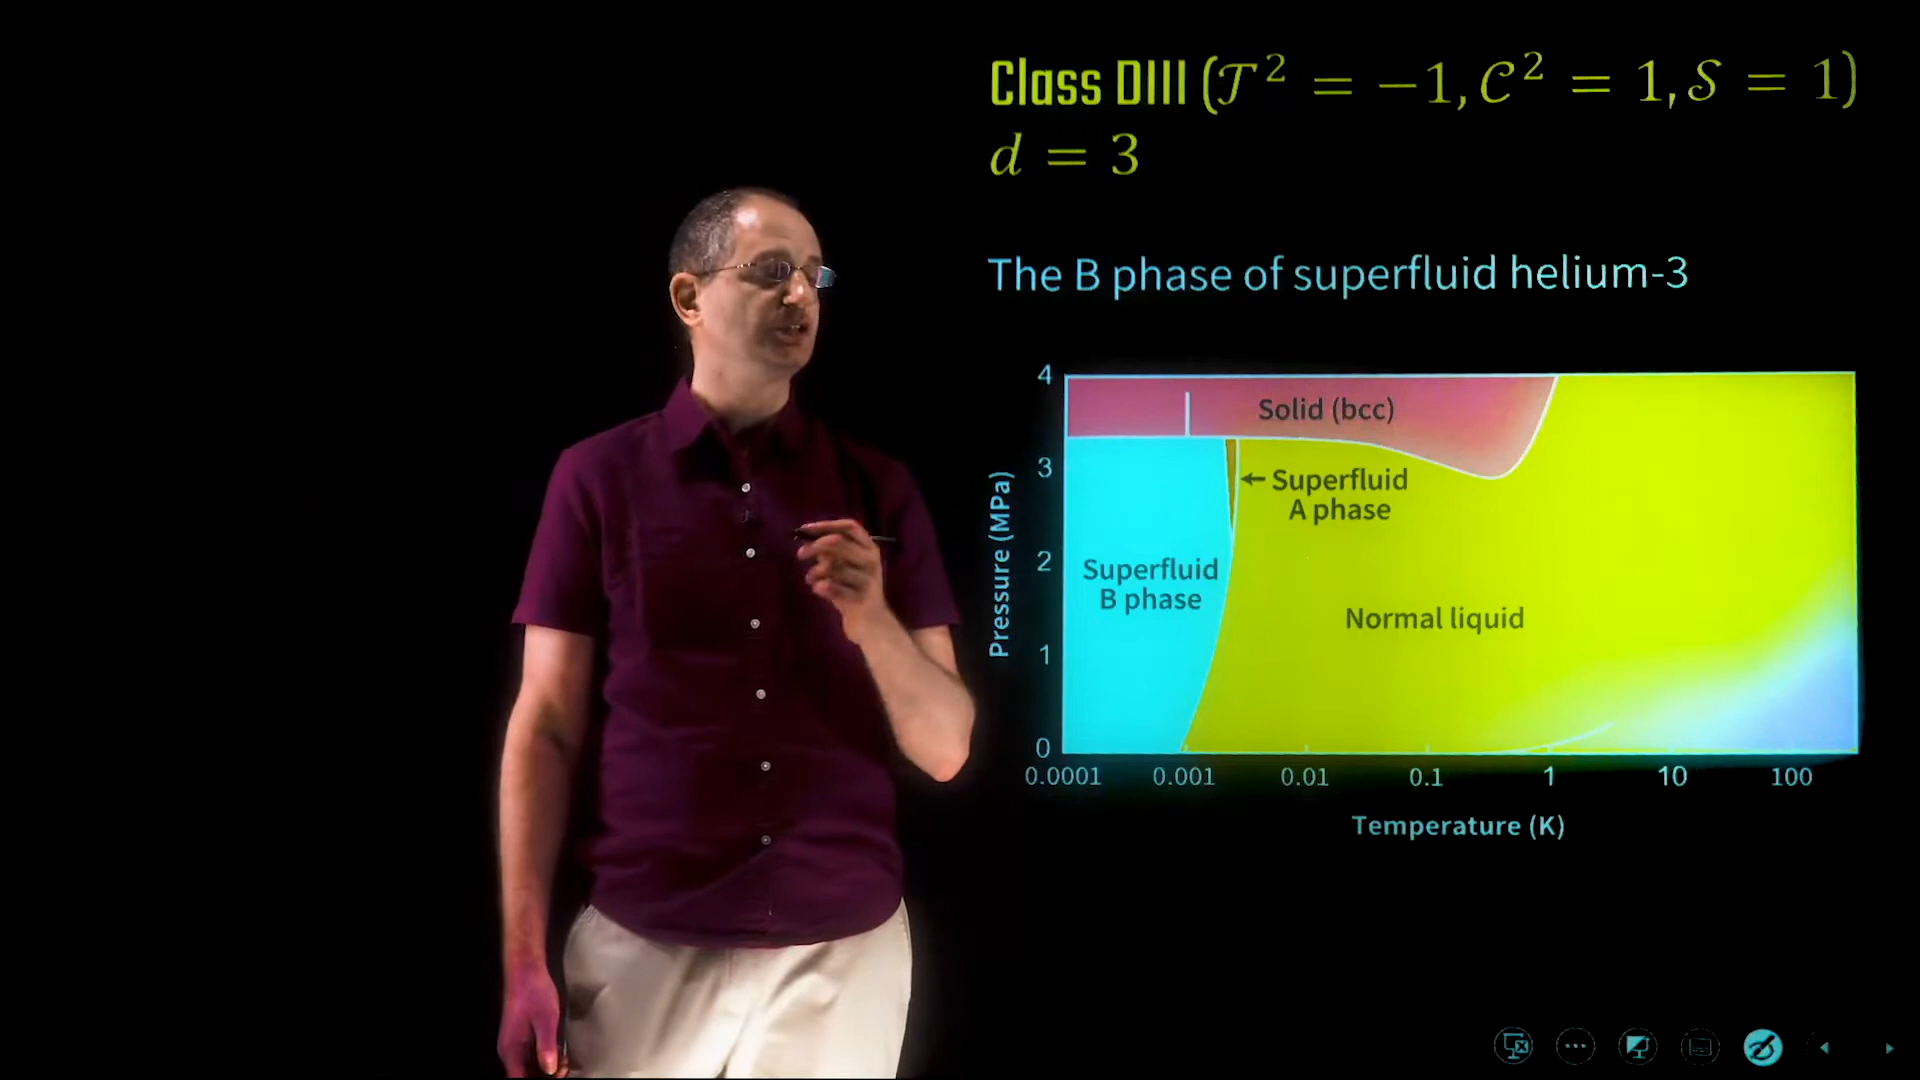 Class DIII (𝒯² = −1, 𝒞² = 1, 𝒮 = 1)
d = 3
The B phase of superfluid helium-3
4
Solid (bcc)
3
Superfluid
A phase
2
Superfluid
B phase
Normal liquid
1
0
Pressure (MPa)
0.0001 0.001 0.01 0.1 1 10 100
Temperature (K)